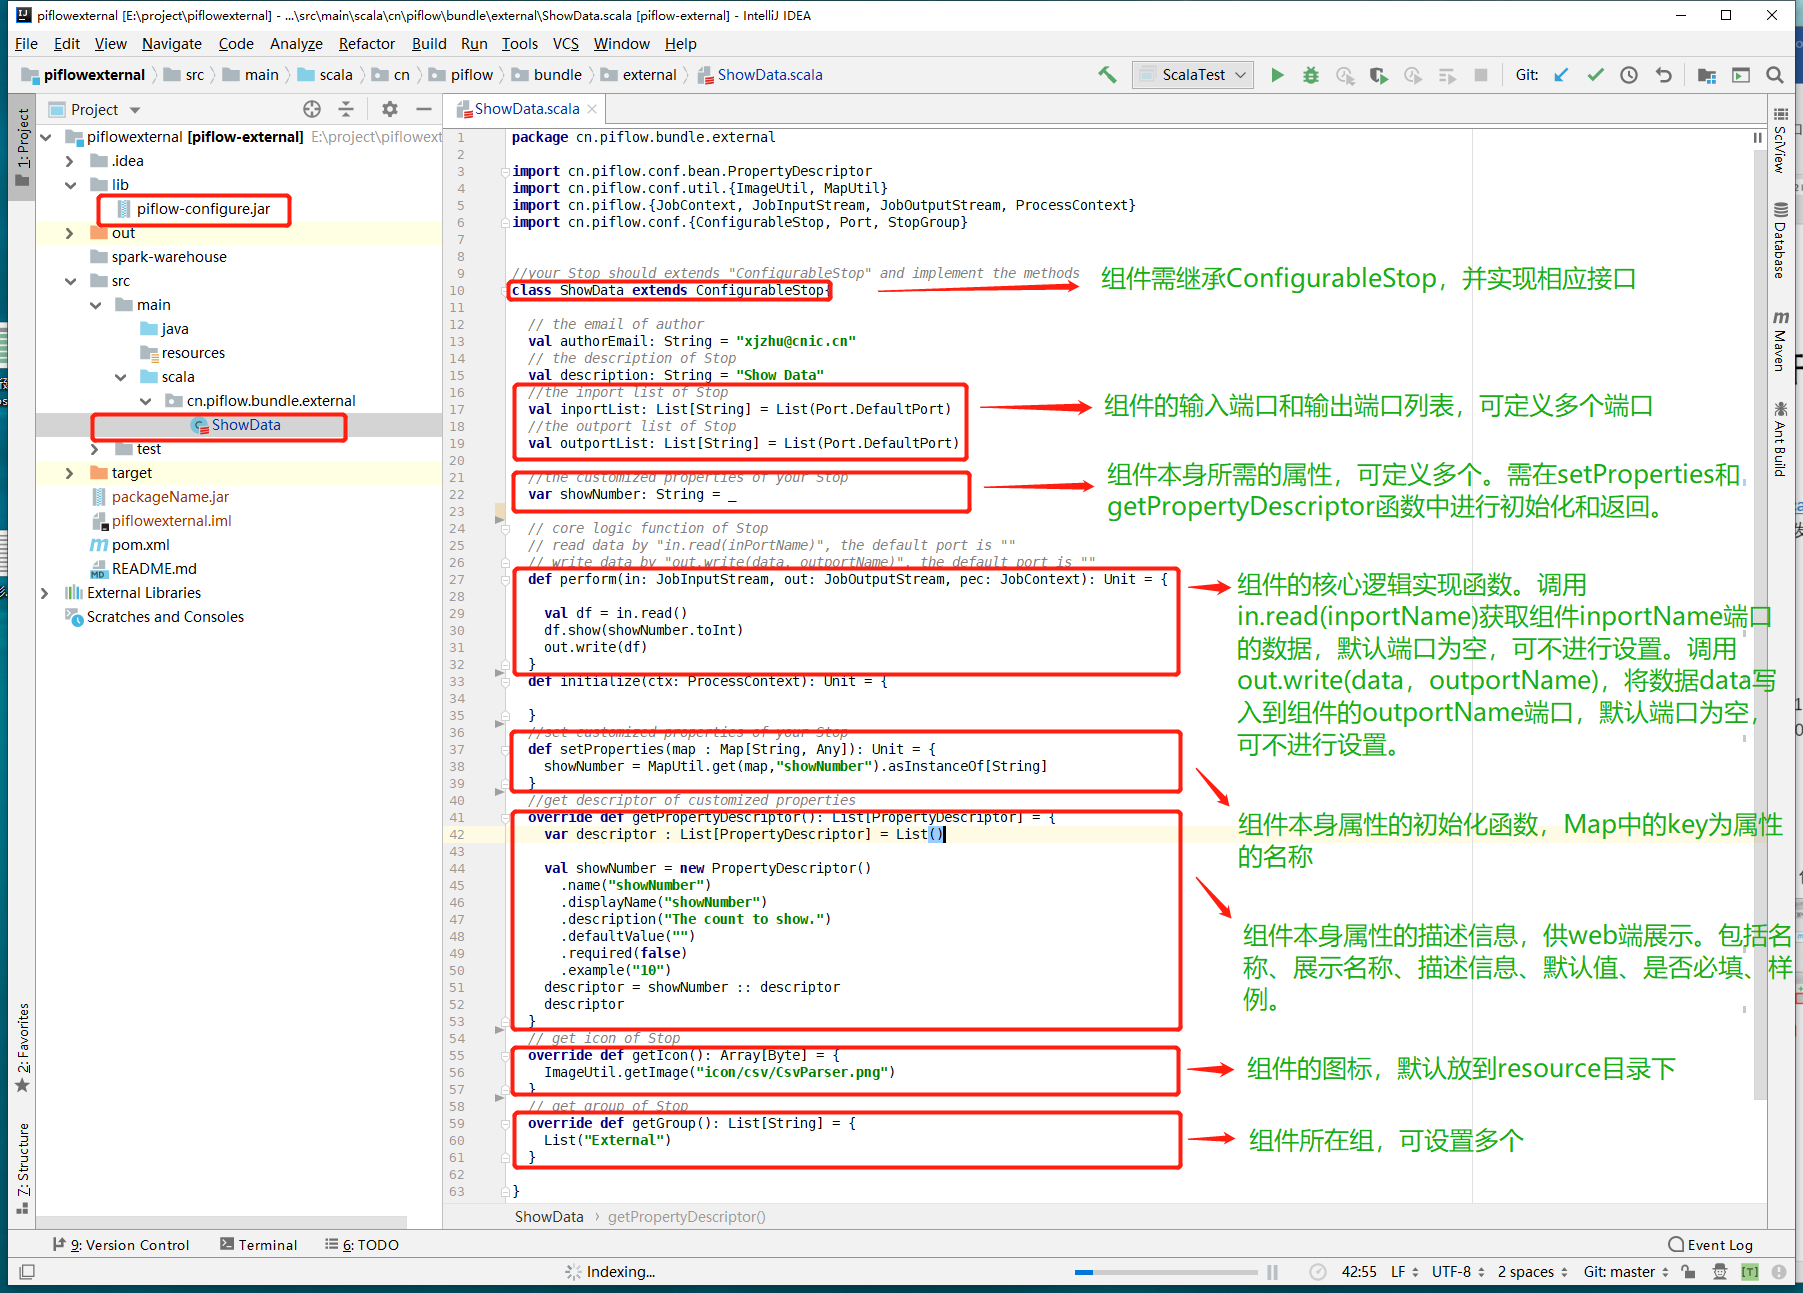 piflowexternal [E:\project\piflowexternal] - ...\src\main\scala\cn\piflow\bundle\external\ShowData.scala [piflow-external] - IntelliJ IDEA
File Edit View Navigate Code Analyze Refactor Build Run Tools VCS Window Help
piflowexternal src main scala cn piflow bundle external ShowData.scala ScalaTest Git:
Project
ShowData.scala
1: Project
piflowexternal [piflow-external] E:\project\piflowext
.idea
lib
piflow-configure.jar
out
spark-warehouse
src
main
java
resources
scala
cn.piflow.bundle.external
ShowData
test
target
packageName.jar
piflowexternal.iml
pom.xml
README.md
External Libraries
Scratches and Consoles
2: Favorites
7: Structure
1 package cn.piflow.bundle.external
2
3 import cn.piflow.conf.bean.PropertyDescriptor
4 import cn.piflow.conf.util.{ImageUtil, MapUtil}
5 import cn.piflow.{JobContext, JobInputStream, JobOutputStream, ProcessContext}
6 import cn.piflow.conf.{ConfigurableStop, Port, StopGroup}
7
8
9 //your Stop should extends "ConfigurableStop" and implement the methods
10 class ShowData extends ConfigurableStop{
11
12 // the email of author
13 val authorEmail: String = "xjzhu@cnic.cn"
14 // the description of Stop
15 val description: String = "Show Data"
16 //the inport list of Stop
17 val inportList: List[String] = List(Port.DefaultPort)
18 //the outport list of Stop
19 val outportList: List[String] = List(Port.DefaultPort)
20
21 //the customized properties of your Stop
22 var showNumber: String = _
23
24 // core logic function of Stop
25 // read data by "in.read(inPortName)", the default port is ""
26 // write data by "out.write(data, outportName)", the default port is ""
27 def perform(in: JobInputStream, out: JobOutputStream, pec: JobContext): Unit = {
28
29 val df = in.read()
30 df.show(showNumber.toInt)
31 out.write(df)
32 }
33 def initialize(ctx: ProcessContext): Unit = {
34
35 }
36 //set customized properties of your Stop
37 def setProperties(map : Map[String, Any]): Unit = {
38 showNumber = MapUtil.get(map,"showNumber").asInstanceOf[String]
39 }
40 //get descriptor of customized properties
41 override def getPropertyDescriptor(): List[PropertyDescriptor] = {
42 var descriptor : List[PropertyDescriptor] = List()
43
44 val showNumber = new PropertyDescriptor()
45 .name("showNumber")
46 .displayName("showNumber")
47 .description("The count to show.")
48 .defaultValue("")
49 .required(false)
50 .example("10")
51 descriptor = showNumber :: descriptor
52 descriptor
53 }
54 // get icon of Stop
55 override def getIcon(): Array[Byte] = {
56 ImageUtil.getImage("icon/csv/CsvParser.png")
57 }
58 // get group of Stop
59 override def getGroup(): List[String] = {
60 List("External")
61 }
62
63 }
组件需继承ConfigurableStop，并实现相应接口
组件的输入端口和输出端口列表，可定义多个端口
组件本身所需的属性，可定义多个。需在setProperties和
getPropertyDescriptor函数中进行初始化和返回。
组件的核心逻辑实现函数。调用
in.read(inportName)获取组件inportName端口
的数据，默认端口为空，可不进行设置。调用
out.write(data，outportName)，将数据data写
入到组件的outportName端口，默认端口为空，
可不进行设置。
组件本身属性的初始化函数，Map中的key为属性
的名称
组件本身属性的描述信息，供web端展示。包括名
称、展示名称、描述信息、默认值、是否必填、样
例。
组件的图标，默认放到resource目录下
组件所在组，可设置多个
SciView
Database
Maven
Ant Build
ShowData getPropertyDescriptor()
9: Version Control Terminal 6: TODO Event Log
Indexing... 42:55 LF UTF-8 2 spaces Git: master